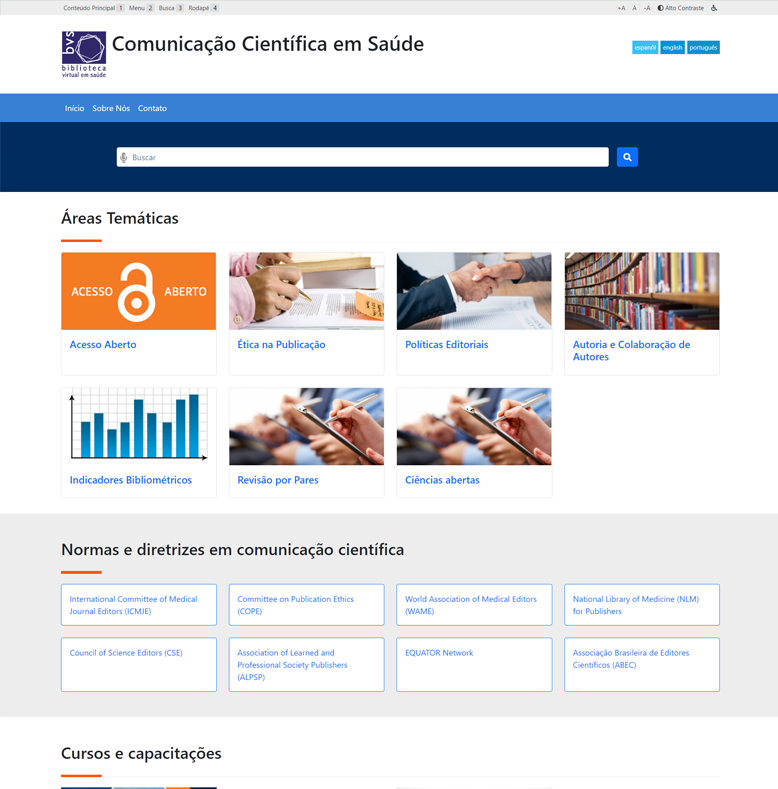 Conteúdo Principal 1 Menu 2 Busca 3 Rodapé 4
+A A -A Alto Contraste
bvs
biblioteca
virtual em saúde
Comunicação Científica em Saúde
espanõl english português
Início Sobre Nós Contato
Buscar
Áreas Temáticas
ACESSO ABERTO
Acesso Aberto
Ética na Publicação
Políticas Editoriais
Autoria e Colaboração de
Autores
Indicadores Bibliométricos
Revisão por Pares
Ciências abertas
Normas e diretrizes em comunicação científica
International Committee of Medical
Journal Editors (ICMJE)
Committee on Publication Ethics
(COPE)
World Association of Medical Editors
(WAME)
National Library of Medicine (NLM)
for Publishers
Council of Science Editors (CSE)
Association of Learned and
Professional Society Publishers
(ALPSP)
EQUATOR Network
Associação Brasileira de Editores
Científicos (ABEC)
Cursos e capacitações